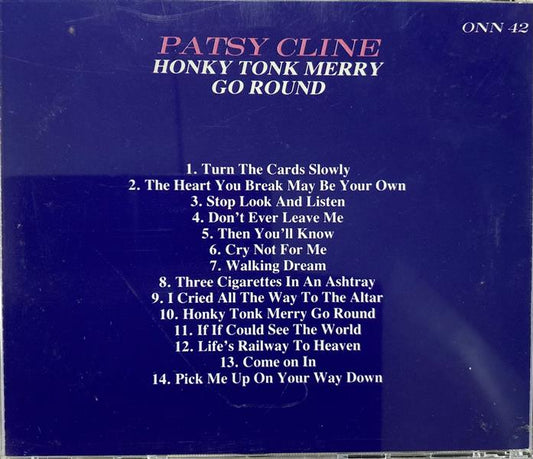 ONN 42
PATSY CLINE
HONKY TONK MERRY
GO ROUND
1. Turn The Cards Slowly
2. The Heart You Break May Be Your Own
3. Stop Look And Listen
4. Don't Ever Leave Me
5. Then You'll Know
6. Cry Not For Me
7. Walking Dream
8. Three Cigarettes In An Ashtray
9. I Cried All The Way To The Altar
10. Honky Tonk Merry Go Round
11. If If Could See The World
12. Life's Railway To Heaven
13. Come on In
14. Pick Me Up On Your Way Down